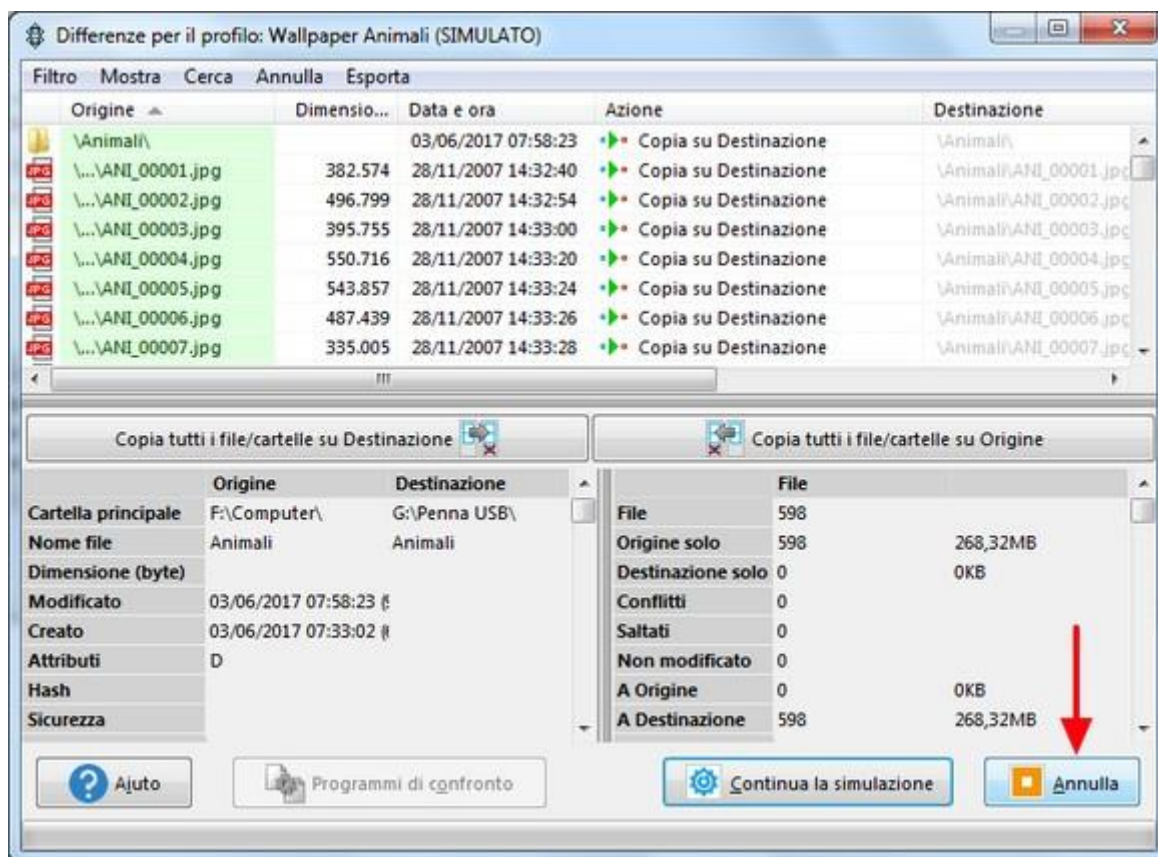 Differenze per il profilo: Wallpaper Animali (SIMULATO)
Filtro Mostra Cerca Annulla Esporta
Origine Dimensio... Data e ora Azione Destinazione
\Animali\ 03/06/2017 07:58:23 Copia su Destinazione \Animali\
JPG \...\ANI_00001.jpg 382.574 28/11/2007 14:32:40 Copia su Destinazione \Animali\ANI_00001.jpg
JPG \...\ANI_00002.jpg 496.799 28/11/2007 14:32:54 Copia su Destinazione \Animali\ANI_00002.jpg
JPG \...\ANI_00003.jpg 395.755 28/11/2007 14:33:00 Copia su Destinazione \Animali\ANI_00003.jpg
JPG \...\ANI_00004.jpg 550.716 28/11/2007 14:33:20 Copia su Destinazione \Animali\ANI_00004.jpg
JPG \...\ANI_00005.jpg 543.857 28/11/2007 14:33:24 Copia su Destinazione \Animali\ANI_00005.jpg
JPG \...\ANI_00006.jpg 487.439 28/11/2007 14:33:26 Copia su Destinazione \Animali\ANI_00006.jpg
JPG \...\ANI_00007.jpg 335.005 28/11/2007 14:33:28 Copia su Destinazione \Animali\ANI_00007.jpg
Copia tutti i file/cartelle su Destinazione Copia tutti i file/cartelle su Origine
Origine Destinazione File
Cartella principale F:\Computer\ G:\Penna USB\ File 598
Nome file Animali Animali Origine solo 598 268,32MB
Dimensione (byte) Destinazione solo 0 0KB
Modificato 03/06/2017 07:58:23 Conflitti 0
Creato 03/06/2017 07:33:02 Saltati 0
Attributi D Non modificato 0
Hash A Origine 0 0KB
Sicurezza A Destinazione 598 268,32MB
Ajuto Programmi di confronto Continua la simulazione Annulla